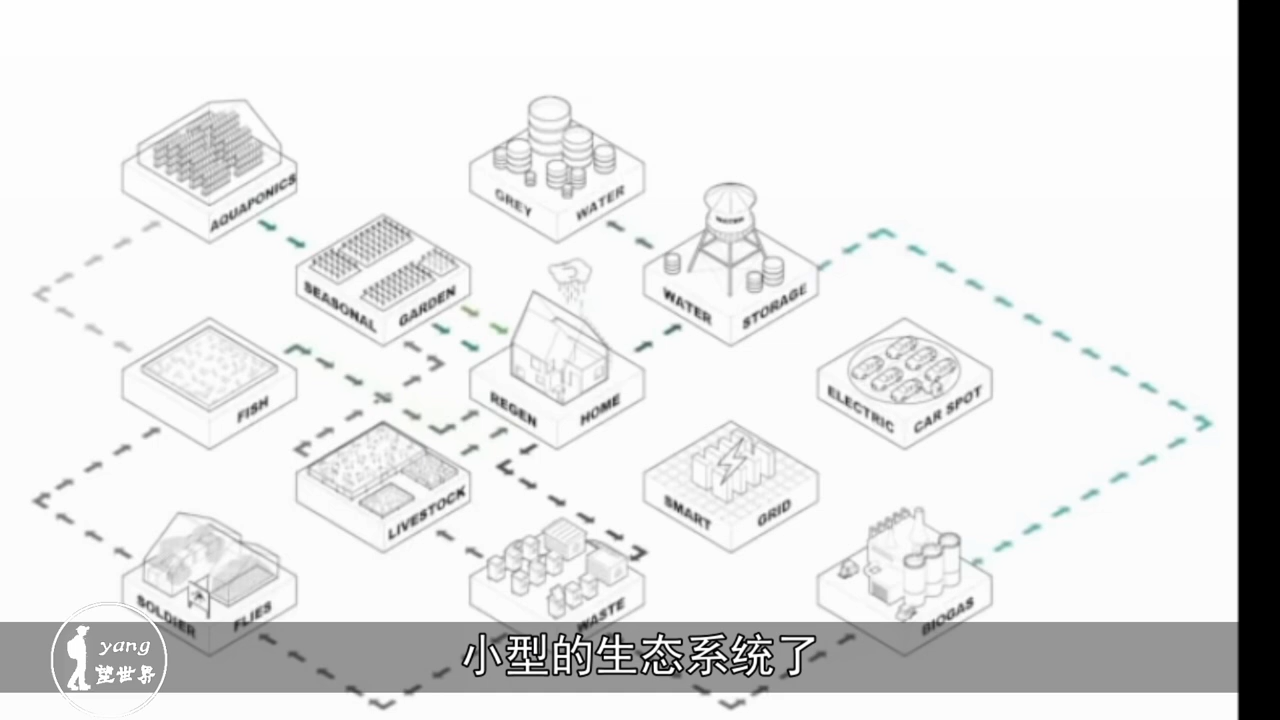 AQUAPONICS
GREY WATER
WATER
WATER STORAGE
SEASONAL GARDEN
REGEN HOME
FISH
ELECTRIC CAR SPOT
LIVESTOCK
SMART GRID
SOLDIER FLIES
WASTE
BIOGAS
小型的生态系统了
yang
望世界